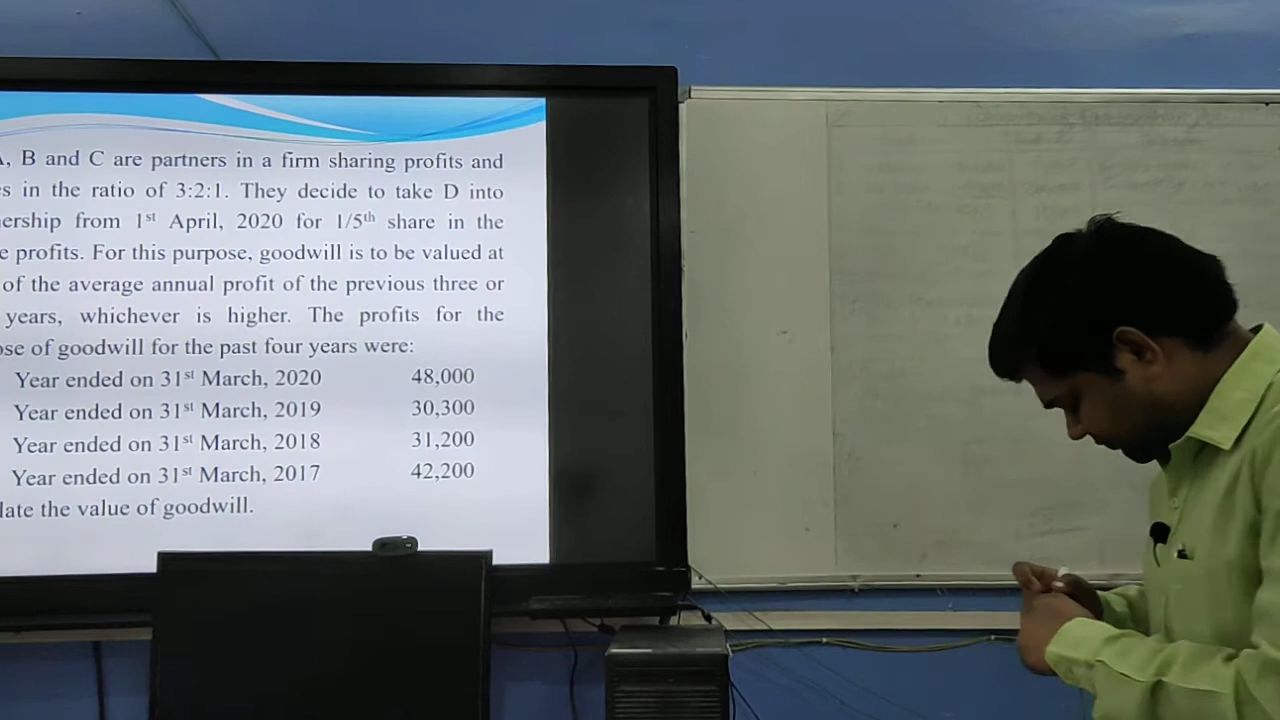 , B and C are partners in a firm sharing profits and
s in the ratio of 3:2:1. They decide to take D into
ership from 1st April, 2020 for 1/5th share in the
e profits. For this purpose, goodwill is to be valued at
of the average annual profit of the previous three or
years, whichever is higher. The profits for the
ose of goodwill for the past four years were:
Year ended on 31st March, 2020 48,000
Year ended on 31st March, 2019 30,300
Year ended on 31st March, 2018 31,200
Year ended on 31st March, 2017 42,200
late the value of goodwill.